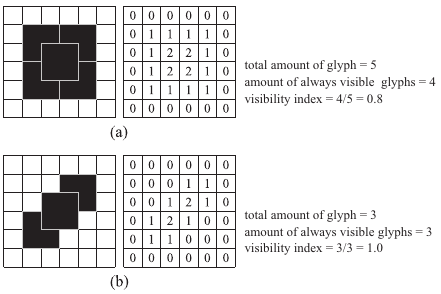 0 0 0 0 0 0
0 1 1 1 1 0
0 1 2 2 1 0
0 1 2 2 1 0
0 1 1 1 1 0
0 0 0 0 0 0
total amount of glyph = 5
amount of always visible glyphs = 4
visibility index = 4/5 = 0.8
(a)
0 0 0 0 0 0
0 0 0 1 1 0
0 0 1 2 1 0
0 1 2 1 0 0
0 1 1 0 0 0
0 0 0 0 0 0
total amount of glyph = 3
amount of always visible glyphs = 3
visibility index = 3/3 = 1.0
(b)